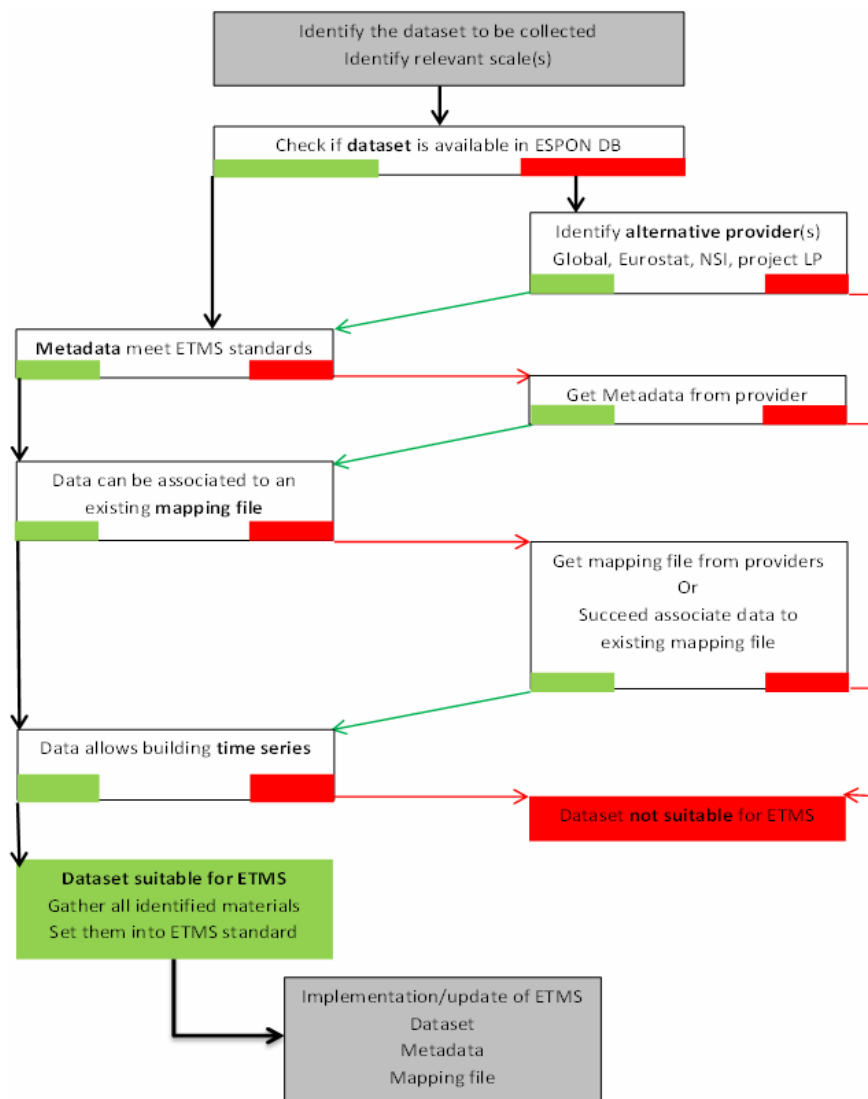 Identify the dataset to be collected
Identify relevant scale(s)
Check if dataset is available in ESPON DB
Identify alternative provider(s)
Global, Eurostat, NSI, project LP
Metadata meet ETMS standards
Get Metadata from provider
Data can be associated to an
existing mapping file
Get mapping file from providers
Or
Succeed associate data to
existing mapping file
Data allows building time series
Dataset not suitable for ETMS
Dataset suitable for ETMS
Gather all identified materials
Set them into ETMS standard
Implementation/update of ETMS
Dataset
Metadata
Mapping file